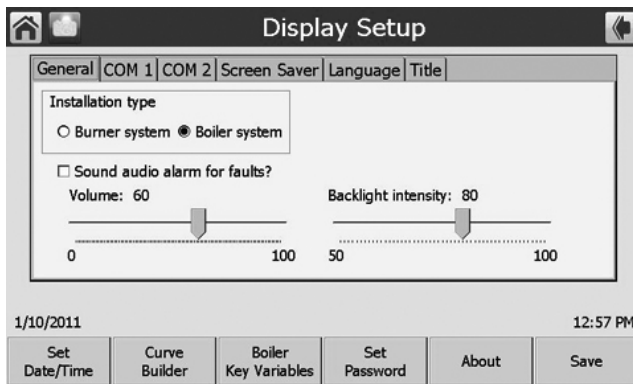 Display Setup
General COM 1 COM 2 Screen Saver Language Title
Installation type
Burner system Boiler system
Sound audio alarm for faults?
Volume: 60 Backlight intensity: 80
0 100 50 100
1/10/2011 12:57 PM
Set Date/Time Curve Builder Boiler Key Variables Set Password About Save